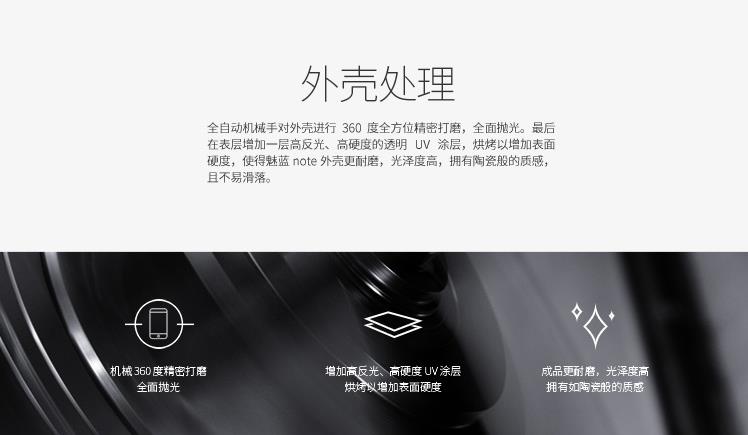 外壳处理
全自动机械手对外壳进行 360 度全方位精密打磨，全面抛光。最后
在表层增加一层高反光、高硬度的透明 UV 涂层，烘烤以增加表面
硬度，使得魅蓝 note 外壳更耐磨，光泽度高，拥有陶瓷般的质感，
且不易滑落。
机械 360 度精密打磨
全面抛光
增加高反光、高硬度 UV 涂层
烘烤以增加表面硬度
成品更耐磨，光泽度高
拥有如陶瓷般的质感